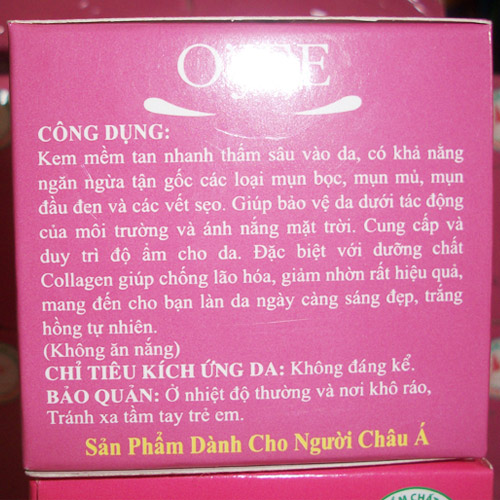 CÔNG DỤNG:
Kem mềm tan nhanh thấm sâu vào da, có khả năng
ngăn ngừa tận gốc các loại mụn bọc, mụn mủ, mụn
đầu đen và các vết sẹo. Giúp bảo vệ da dưới tác động
của môi trường và ánh nắng mặt trời. Cung cấp và
duy trì độ ẩm cho da. Đặc biệt với dưỡng chất
Collagen giúp chống lão hóa, giảm nhờn rất hiệu quả,
mang đến cho bạn làn da ngày càng sáng đẹp, trắng
hồng tự nhiên.
(Không ăn nắng)
CHỈ TIÊU KÍCH ỨNG DA: Không đáng kể.
BẢO QUẢN: Ở nhiệt độ thường và nơi khô ráo,
Tránh xa tầm tay trẻ em.
Sản Phẩm Dành Cho Người Châu Á